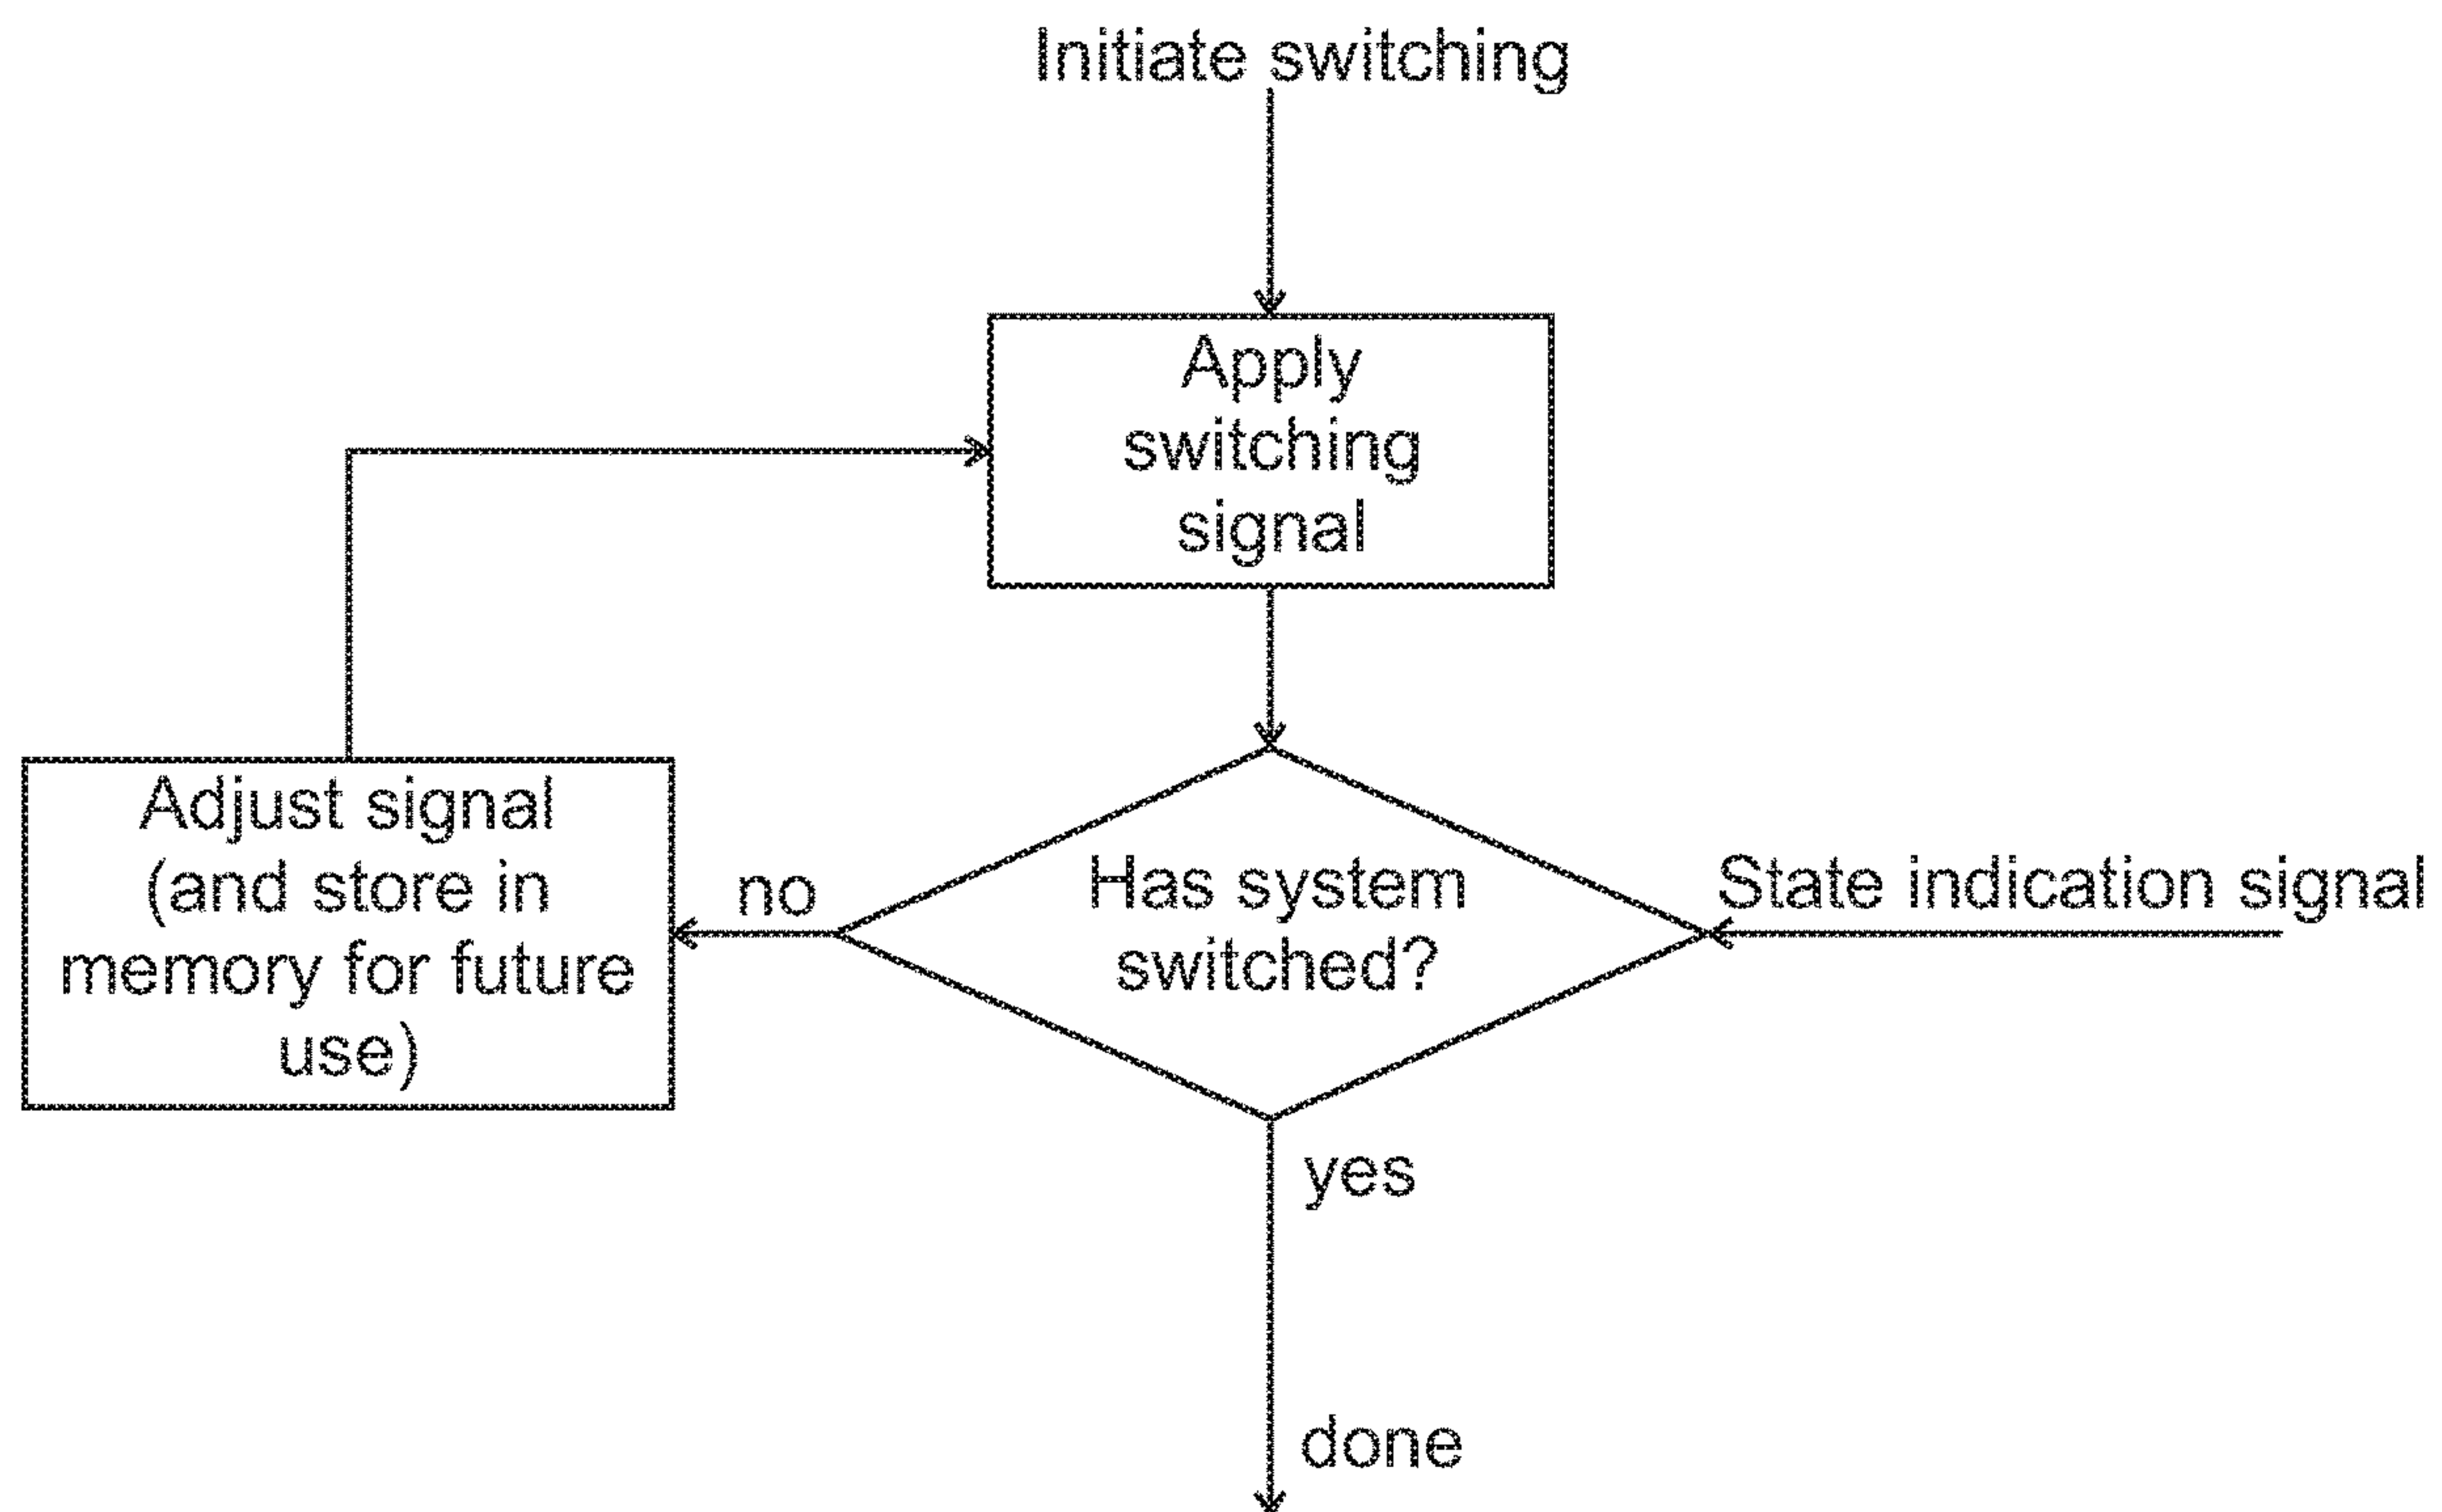 Initiate switching
Apply
switching
signal
Adjust signal
(and store in
memory for future
use)
no
Has system
switched?
State indication signal
yes
done